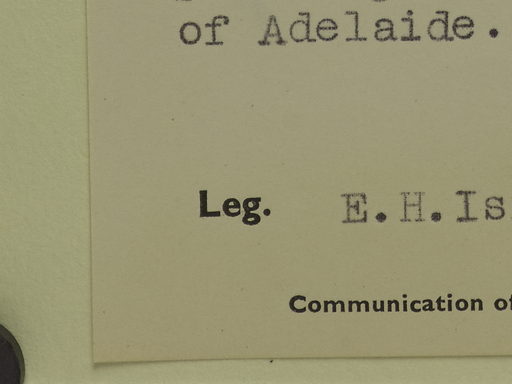 of Adelaide.
Leg. E.H.Is
Communication of